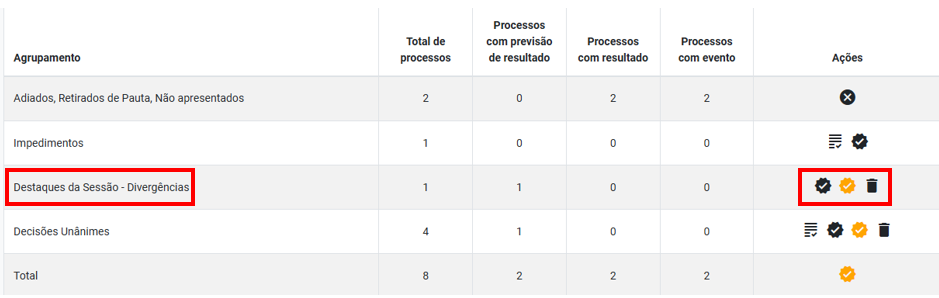 Agrupamento Total de processos Processos com previsão de resultado Processos com resultado Processos com evento Ações
Adiados, Retirados de Pauta, Não apresentados 2 0 2 2
Impedimentos 1 0 0 0
Destaques da Sessão - Divergências 1 1 0 0
Decisões Unânimes 4 1 0 0
Total 8 2 2 2